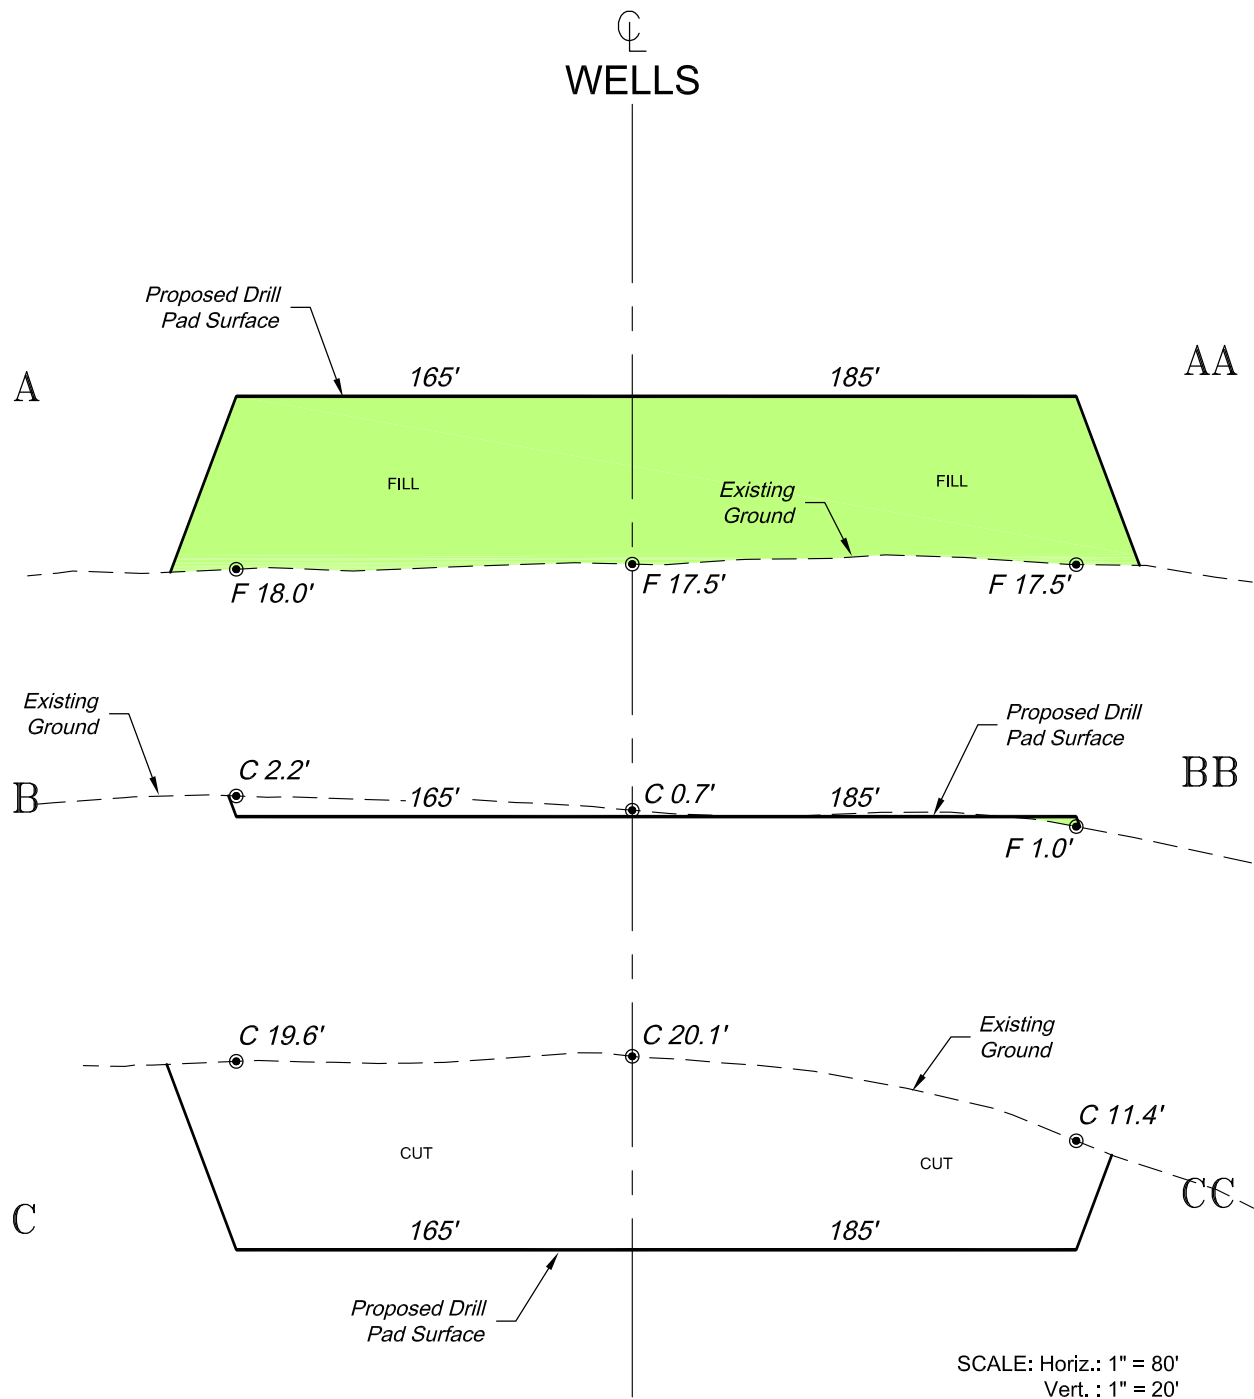 ℄
WELLS
Proposed Drill
Pad Surface
A
165'
185'
AA
FILL
FILL
Existing
Ground
F 18.0'
F 17.5'
F 17.5'
Existing
Ground
Proposed Drill
Pad Surface
B
C 2.2'
165'
C 0.7'
185'
BB
F 1.0'
C 19.6'
C 20.1'
Existing
Ground
C 11.4'
CUT
CUT
C
165'
185'
CC
Proposed Drill
Pad Surface
SCALE: Horiz.: 1" = 80'
Vert. : 1" = 20'